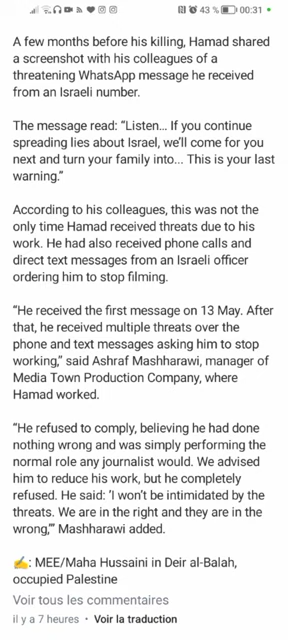 43 % 00:31
A few months before his killing, Hamad shared
a screenshot with his colleagues of a
threatening WhatsApp message he received
from an Israeli number.
The message read: “Listen... If you continue
spreading lies about Israel, we’ll come for you
next and turn your family into... This is your last
warning.”
According to his colleagues, this was not the
only time Hamad received threats due to his
work. He had also received phone calls and
direct text messages from an Israeli officer
ordering him to stop filming.
“He received the first message on 13 May. After
that, he received multiple threats over the
phone and text messages asking him to stop
working,” said Ashraf Mashharawi, manager of
Media Town Production Company, where
Hamad worked.
“He refused to comply, believing he had done
nothing wrong and was simply performing the
normal role any journalist would. We advised
him to reduce his work, but he completely
refused. He said: ‘I won’t be intimidated by the
threats. We are in the right and they are in the
wrong,’” Mashharawi added.
✍️: MEE/Maha Hussaini in Deir al-Balah,
occupied Palestine
Voir tous les commentaires
il y a 7 heures • Voir la traduction